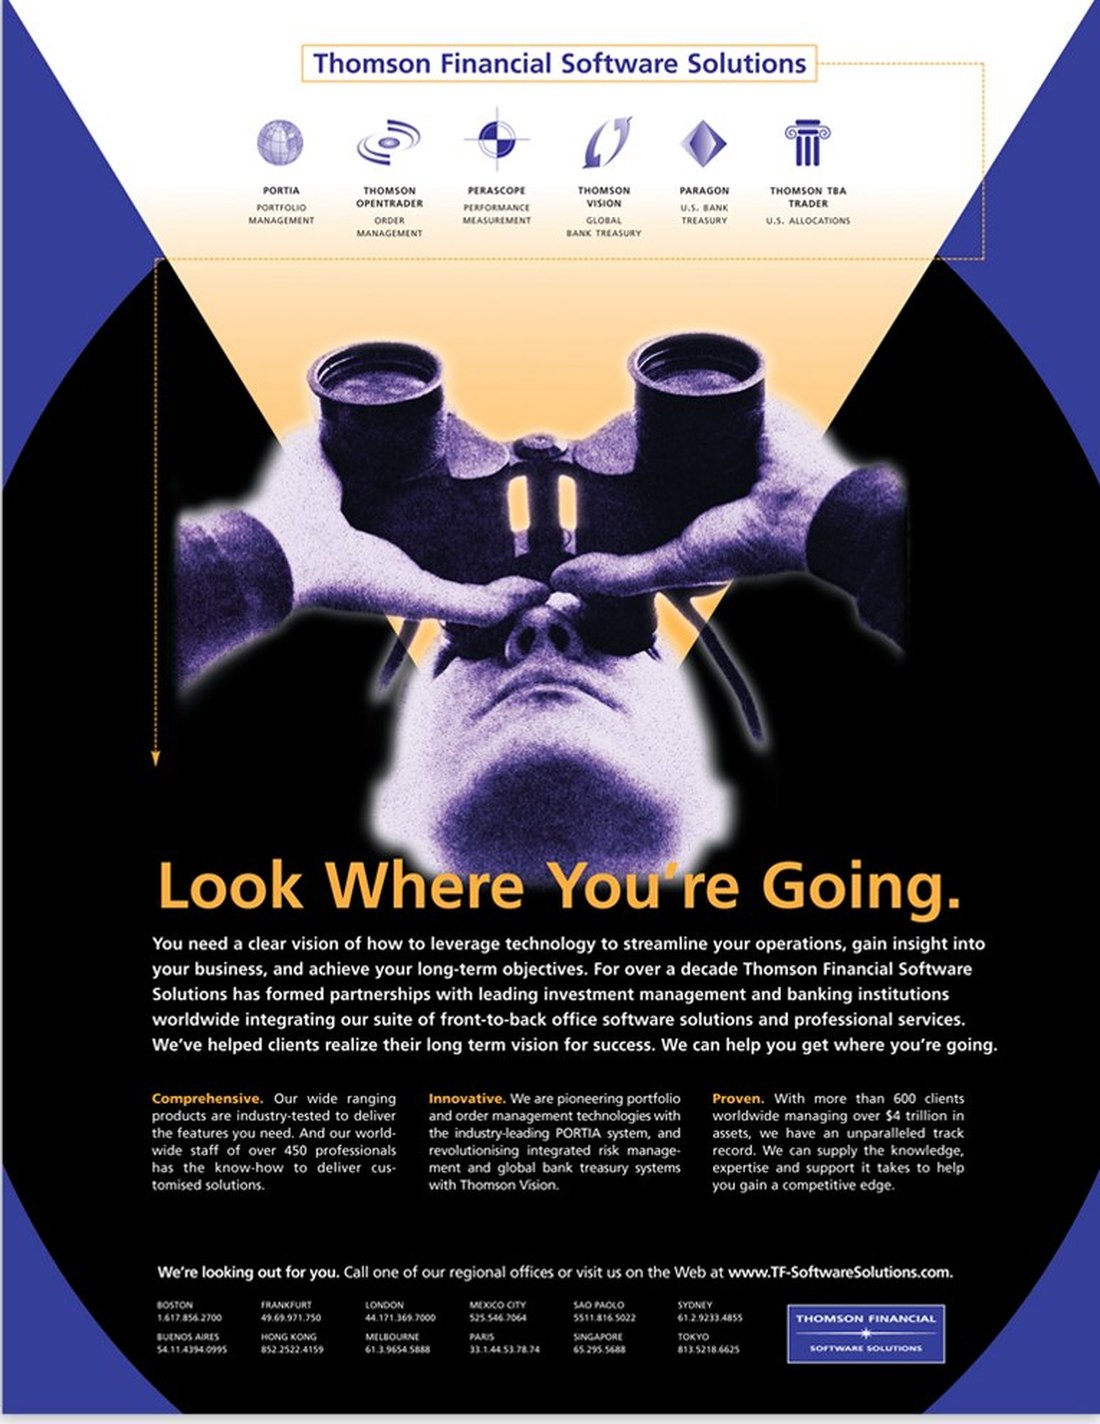 Thomson Financial Software Solutions
PORTIA
PORTFOLIO
MANAGEMENT
THOMSON
OPENTRADER
ORDER
MANAGEMENT
PERASCOPE
PERFORMANCE
MEASUREMENT
THOMSON
VISION
GLOBAL
BANK TREASURY
PARAGON
U.S. BANK
TREASURY
THOMSON TBA
TRADER
U.S. ALLOCATIONS
Look Where You're Going.
You need a clear vision of how to leverage technology to streamline your operations, gain insight into
your business, and achieve your long-term objectives. For over a decade Thomson Financial Software
Solutions has formed partnerships with leading investment management and banking institutions
worldwide integrating our suite of front-to-back office software solutions and professional services.
We've helped clients realize their long term vision for success. We can help you get where you're going.
Comprehensive. Our wide ranging
products are industry-tested to deliver
the features you need. And our world-
wide staff of over 450 professionals
has the know-how to deliver cus-
tomised solutions.
Innovative. We are pioneering portfolio
and order management technologies with
the industry-leading PORTIA system, and
revolutionising integrated risk manage-
ment and global bank treasury systems
with Thomson Vision.
Proven. With more than 600 clients
worldwide managing over $4 trillion in
assets, we have an unparalleled track
record. We can supply the knowledge,
expertise and support it takes to help
you gain a competitive edge.
We're looking out for you. Call one of our regional offices or visit us on the Web at www.TF-SoftwareSolutions.com.
BOSTON
1.617.856.2700
FRANKFURT
49.69.971.750
LONDON
44.171.369.7000
MEXICO CITY
525.546.7064
SAO PAOLO
5511.816.5022
SYDNEY
61.2.9233.4855
BUENOS AIRES
54.11.4394.0995
HONG KONG
852.2522.4159
MELBOURNE
61.3.9654.5888
PARIS
33.1.44.53.78.74
SINGAPORE
65.295.5688
TOKYO
813.5218.6625
THOMSON FINANCIAL
SOFTWARE SOLUTIONS